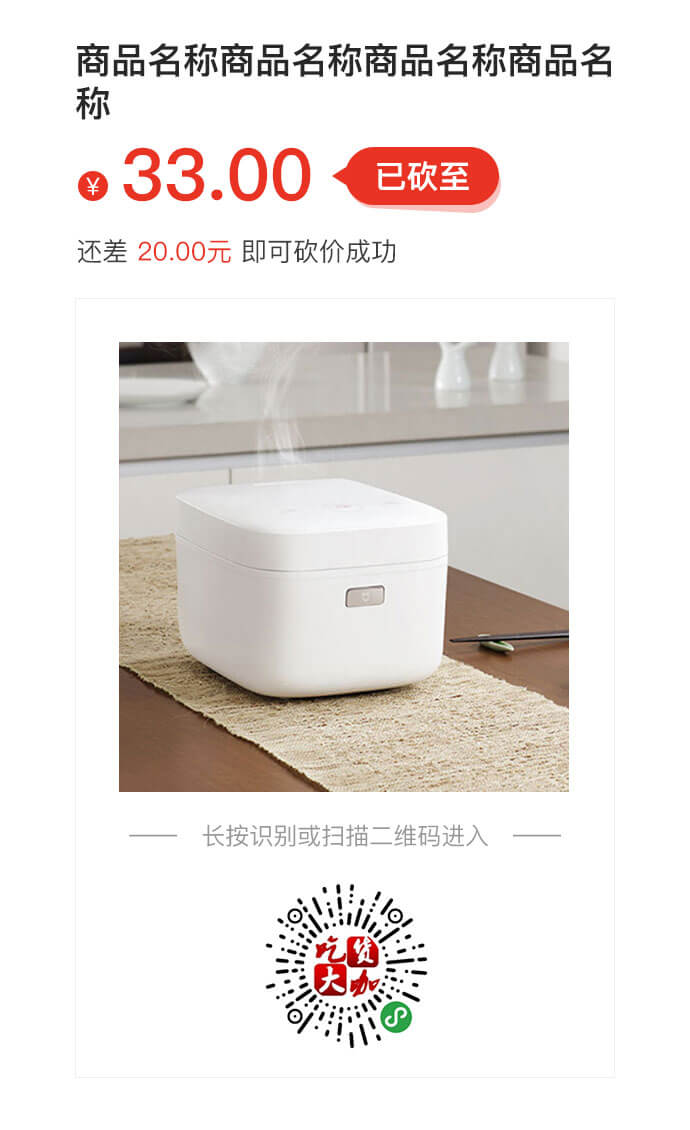 商品名称商品名称商品名称商品名
称
¥ 33.00 已砍至
还差 20.00元 即可砍价成功
长按识别或扫描二维码进入
吃货
大咖